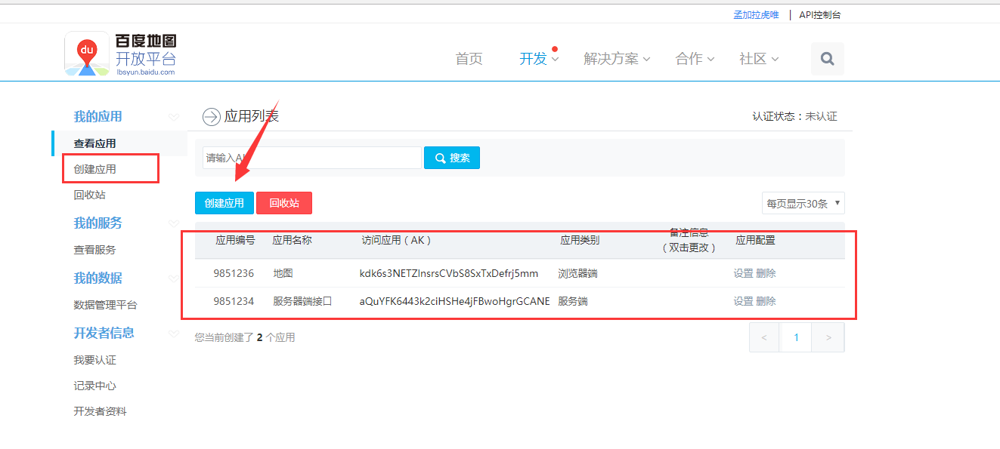 孟加拉虎唯 | API控制台
du
百度地图
开放平台
lbsyun.baidu.com
首页 开发 解决方案 合作 社区
我的应用
查看应用
创建应用
回收站
我的服务
查看服务
我的数据
数据管理平台
开发者信息
我要认证
记录中心
开发者资料
应用列表
认证状态：未认证
请输入A
搜索
创建应用 回收站
每页显示30条
应用编号 应用名称 访问应用（AK） 应用类别 备注信息
（双击更改） 应用配置
9851236 地图 kdk6s3NETZInsrsCVbS8SxTxDefrj5mm 浏览器端 设置 删除
9851234 服务器端接口 aQuYFK6443k2ciHSHe4jFBwoHgrGCANE 服务端 设置 删除
您当前创建了 2 个应用
< 1 >